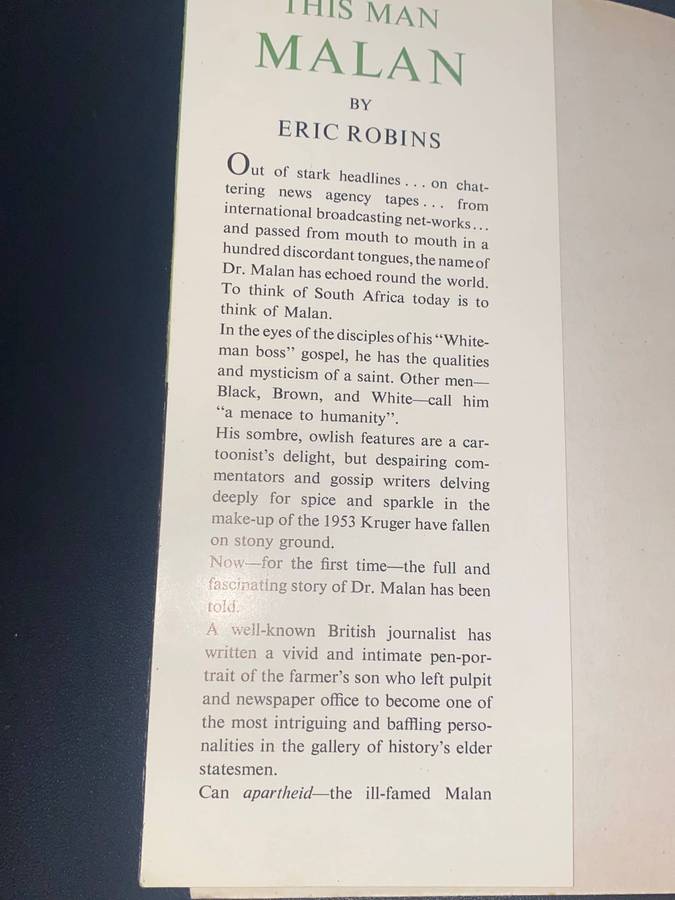 THIS MAN
MALAN
BY
ERIC ROBINS
Out of stark headlines . . . on chat-
tering news agency tapes . . . from
international broadcasting net-works . . .
and passed from mouth to mouth in a
hundred discordant tongues, the name of
Dr. Malan has echoed round the world.
To think of South Africa today is to
think of Malan.
In the eyes of the disciples of his “White-
man boss” gospel, he has the qualities
and mysticism of a saint. Other men—
Black, Brown, and White—call him
“a menace to humanity”.
His sombre, owlish features are a car-
toonist’s delight, but despairing com-
mentators and gossip writers delving
deeply for spice and sparkle in the
make-up of the 1953 Kruger have fallen
on stony ground.
Now—for the first time—the full and
fascinating story of Dr. Malan has been
told.
A well-known British journalist has
written a vivid and intimate pen-por-
trait of the farmer’s son who left pulpit
and newspaper office to become one of
the most intriguing and baffling perso-
nalities in the gallery of history’s elder
statesmen.
Can apartheid—the ill-famed Malan